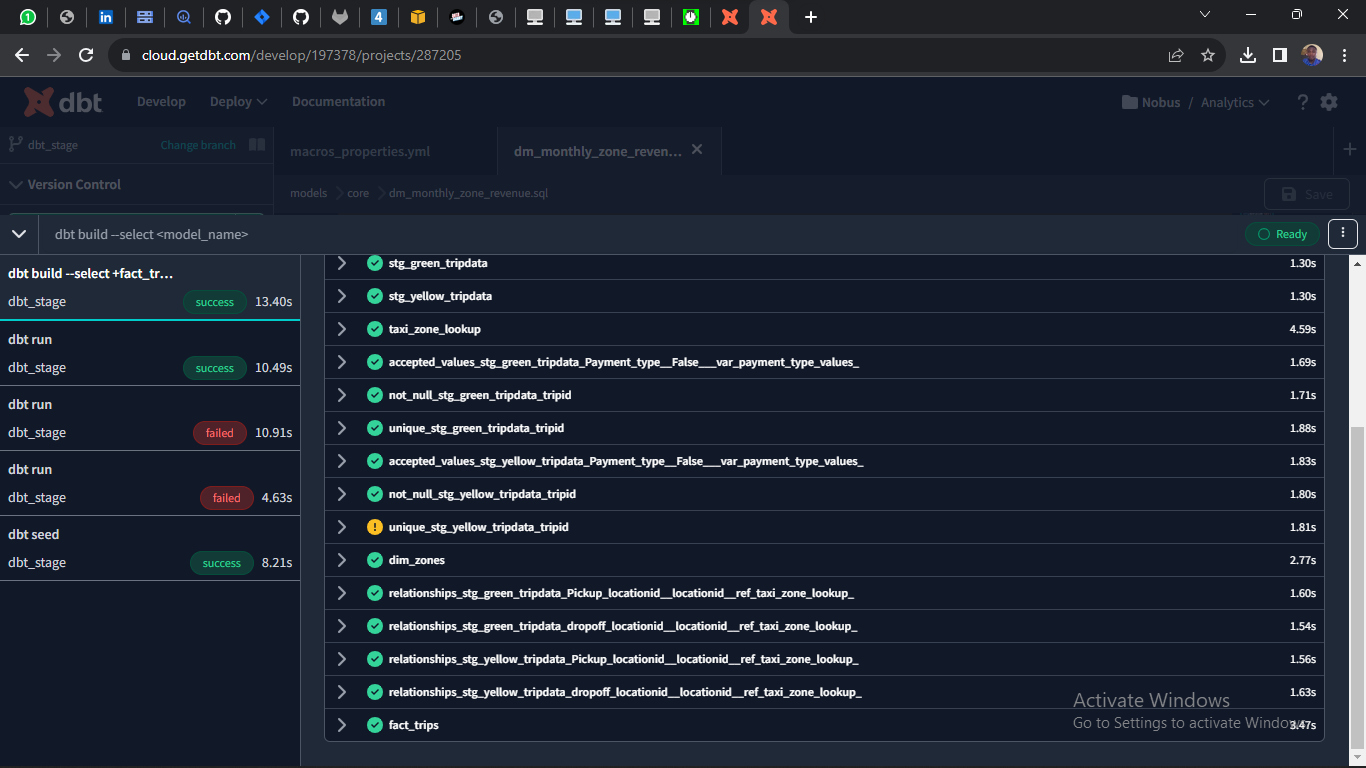 cloud.getdbt.com/develop/197378/projects/287205
dbt Develop Deploy Documentation Nobus / Analytics
dbt_stage Change branch
macros_properties.yml dm_monthly_zone_reven...
Version Control
models core dm_monthly_zone_revenue.sql Save
dbt build --select <model_name> Ready
dbt build --select +fact_tr...
dbt_stage success 13.40s
dbt run
dbt_stage success 10.49s
dbt run
dbt_stage failed 10.91s
dbt run
dbt_stage failed 4.63s
dbt seed
dbt_stage success 8.21s
stg_green_tripdata 1.30s
stg_yellow_tripdata 1.30s
taxi_zone_lookup 4.59s
accepted_values_stg_green_tripdata_Payment_type__False___var_payment_type_values_ 1.69s
not_null_stg_green_tripdata_tripid 1.71s
unique_stg_green_tripdata_tripid 1.88s
accepted_values_stg_yellow_tripdata_Payment_type__False___var_payment_type_values_ 1.83s
not_null_stg_yellow_tripdata_tripid 1.80s
unique_stg_yellow_tripdata_tripid 1.81s
dim_zones 2.77s
relationships_stg_green_tripdata_Pickup_locationid__locationid__ref_taxi_zone_lookup_ 1.60s
relationships_stg_green_tripdata_dropoff_locationid__locationid__ref_taxi_zone_lookup_ 1.54s
relationships_stg_yellow_tripdata_Pickup_locationid__locationid__ref_taxi_zone_lookup_ 1.56s
relationships_stg_yellow_tripdata_dropoff_locationid__locationid__ref_taxi_zone_lookup_ 1.63s
fact_trips 3.47s
Activate Windows
Go to Settings to activate Windows.